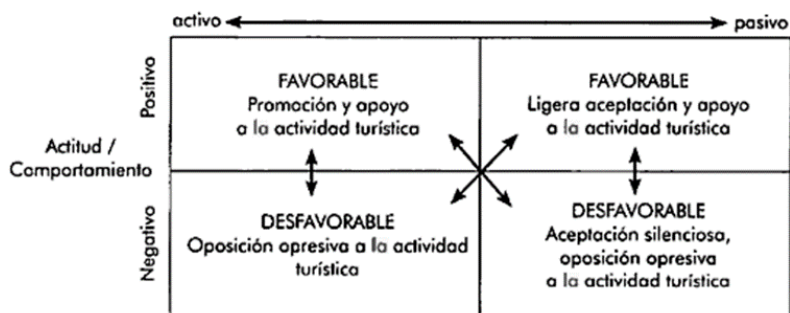 activo pasivo
Actitud /
Comportamiento
Positivo
FAVORABLE
Promoción y apoyo
a la actividad turística
FAVORABLE
Ligera aceptación y apoyo
a la actividad turística
Negativo
DESFAVORABLE
Oposición opresiva a la actividad
turística
DESFAVORABLE
Aceptación silenciosa,
oposición opresiva
a la actividad turística